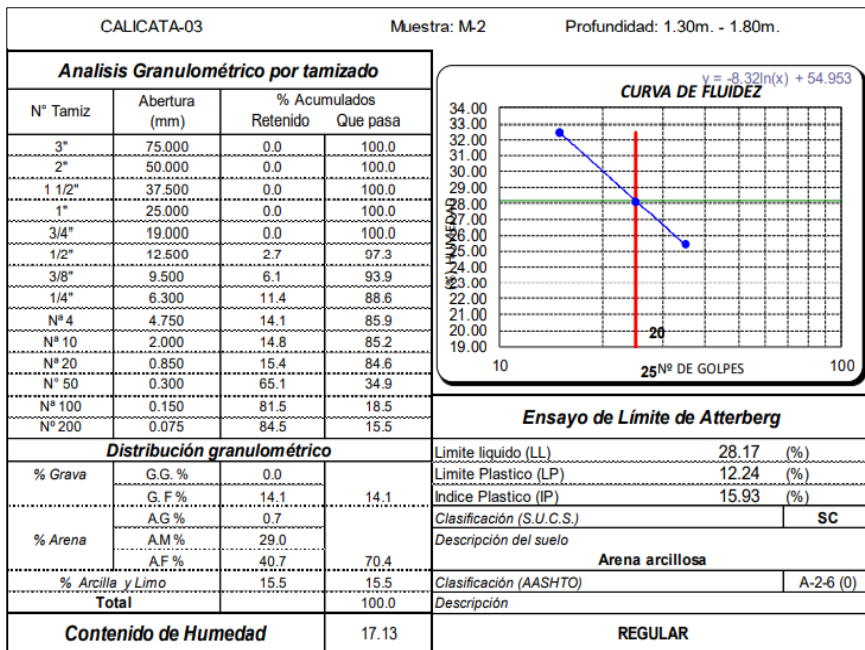 CALICATA-03 Muestra: M-2 Profundidad: 1.30m. - 1.80m.
Analisis Granulométrico por tamizado
N° Tamiz Abertura (mm) % Acumulados
Retenido Que pasa
3" 75.000 0.0 100.0
2" 50.000 0.0 100.0
1 1/2" 37.500 0.0 100.0
1" 25.000 0.0 100.0
3/4" 19.000 0.0 100.0
1/2" 12.500 2.7 97.3
3/8" 9.500 6.1 93.9
1/4" 6.300 11.4 88.6
Nª 4 4.750 14.1 85.9
Nª 10 2.000 14.8 85.2
Nª 20 0.850 15.4 84.6
N° 50 0.300 65.1 34.9
Nª 100 0.150 81.5 18.5
Nº 200 0.075 84.5 15.5
Distribución granulométrico
% Grava G.G. % 0.0
G. F % 14.1 14.1
% Arena A.G % 0.7
A.M % 29.0
A.F % 40.7 70.4
% Arcilla y Limo 15.5 15.5
Total 100.0
Contenido de Humedad 17.13
y = -8.32ln(x) + 54.953
CURVA DE FLUIDEZ
34.00
33.00
32.00
31.00
30.00
29.00
28.00
27.00
26.00
25.00
24.00
23.00
22.00
21.00
20.00
19.00
(%) HUMEDAD
20
10 100
25 Nº DE GOLPES
Ensayo de Límite de Atterberg
Limite liquido (LL) 28.17 (%)
Limite Plastico (LP) 12.24 (%)
Indice Plastico (IP) 15.93 (%)
Clasificación (S.U.C.S.) SC
Descripción del suelo
Arena arcillosa
Clasificación (AASHTO) A-2-6 (0)
Descripción
REGULAR